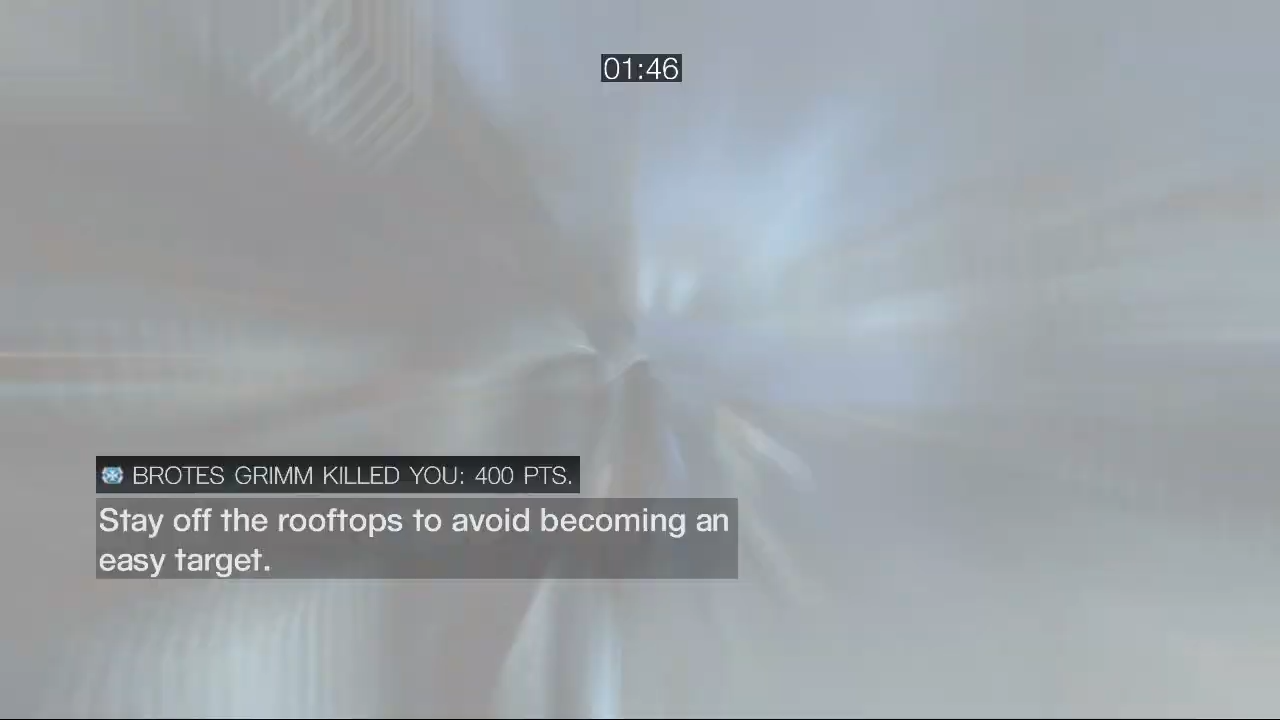 01:46
BROTES GRIMM KILLED YOU: 400 PTS.
Stay off the rooftops to avoid becoming an
easy target.